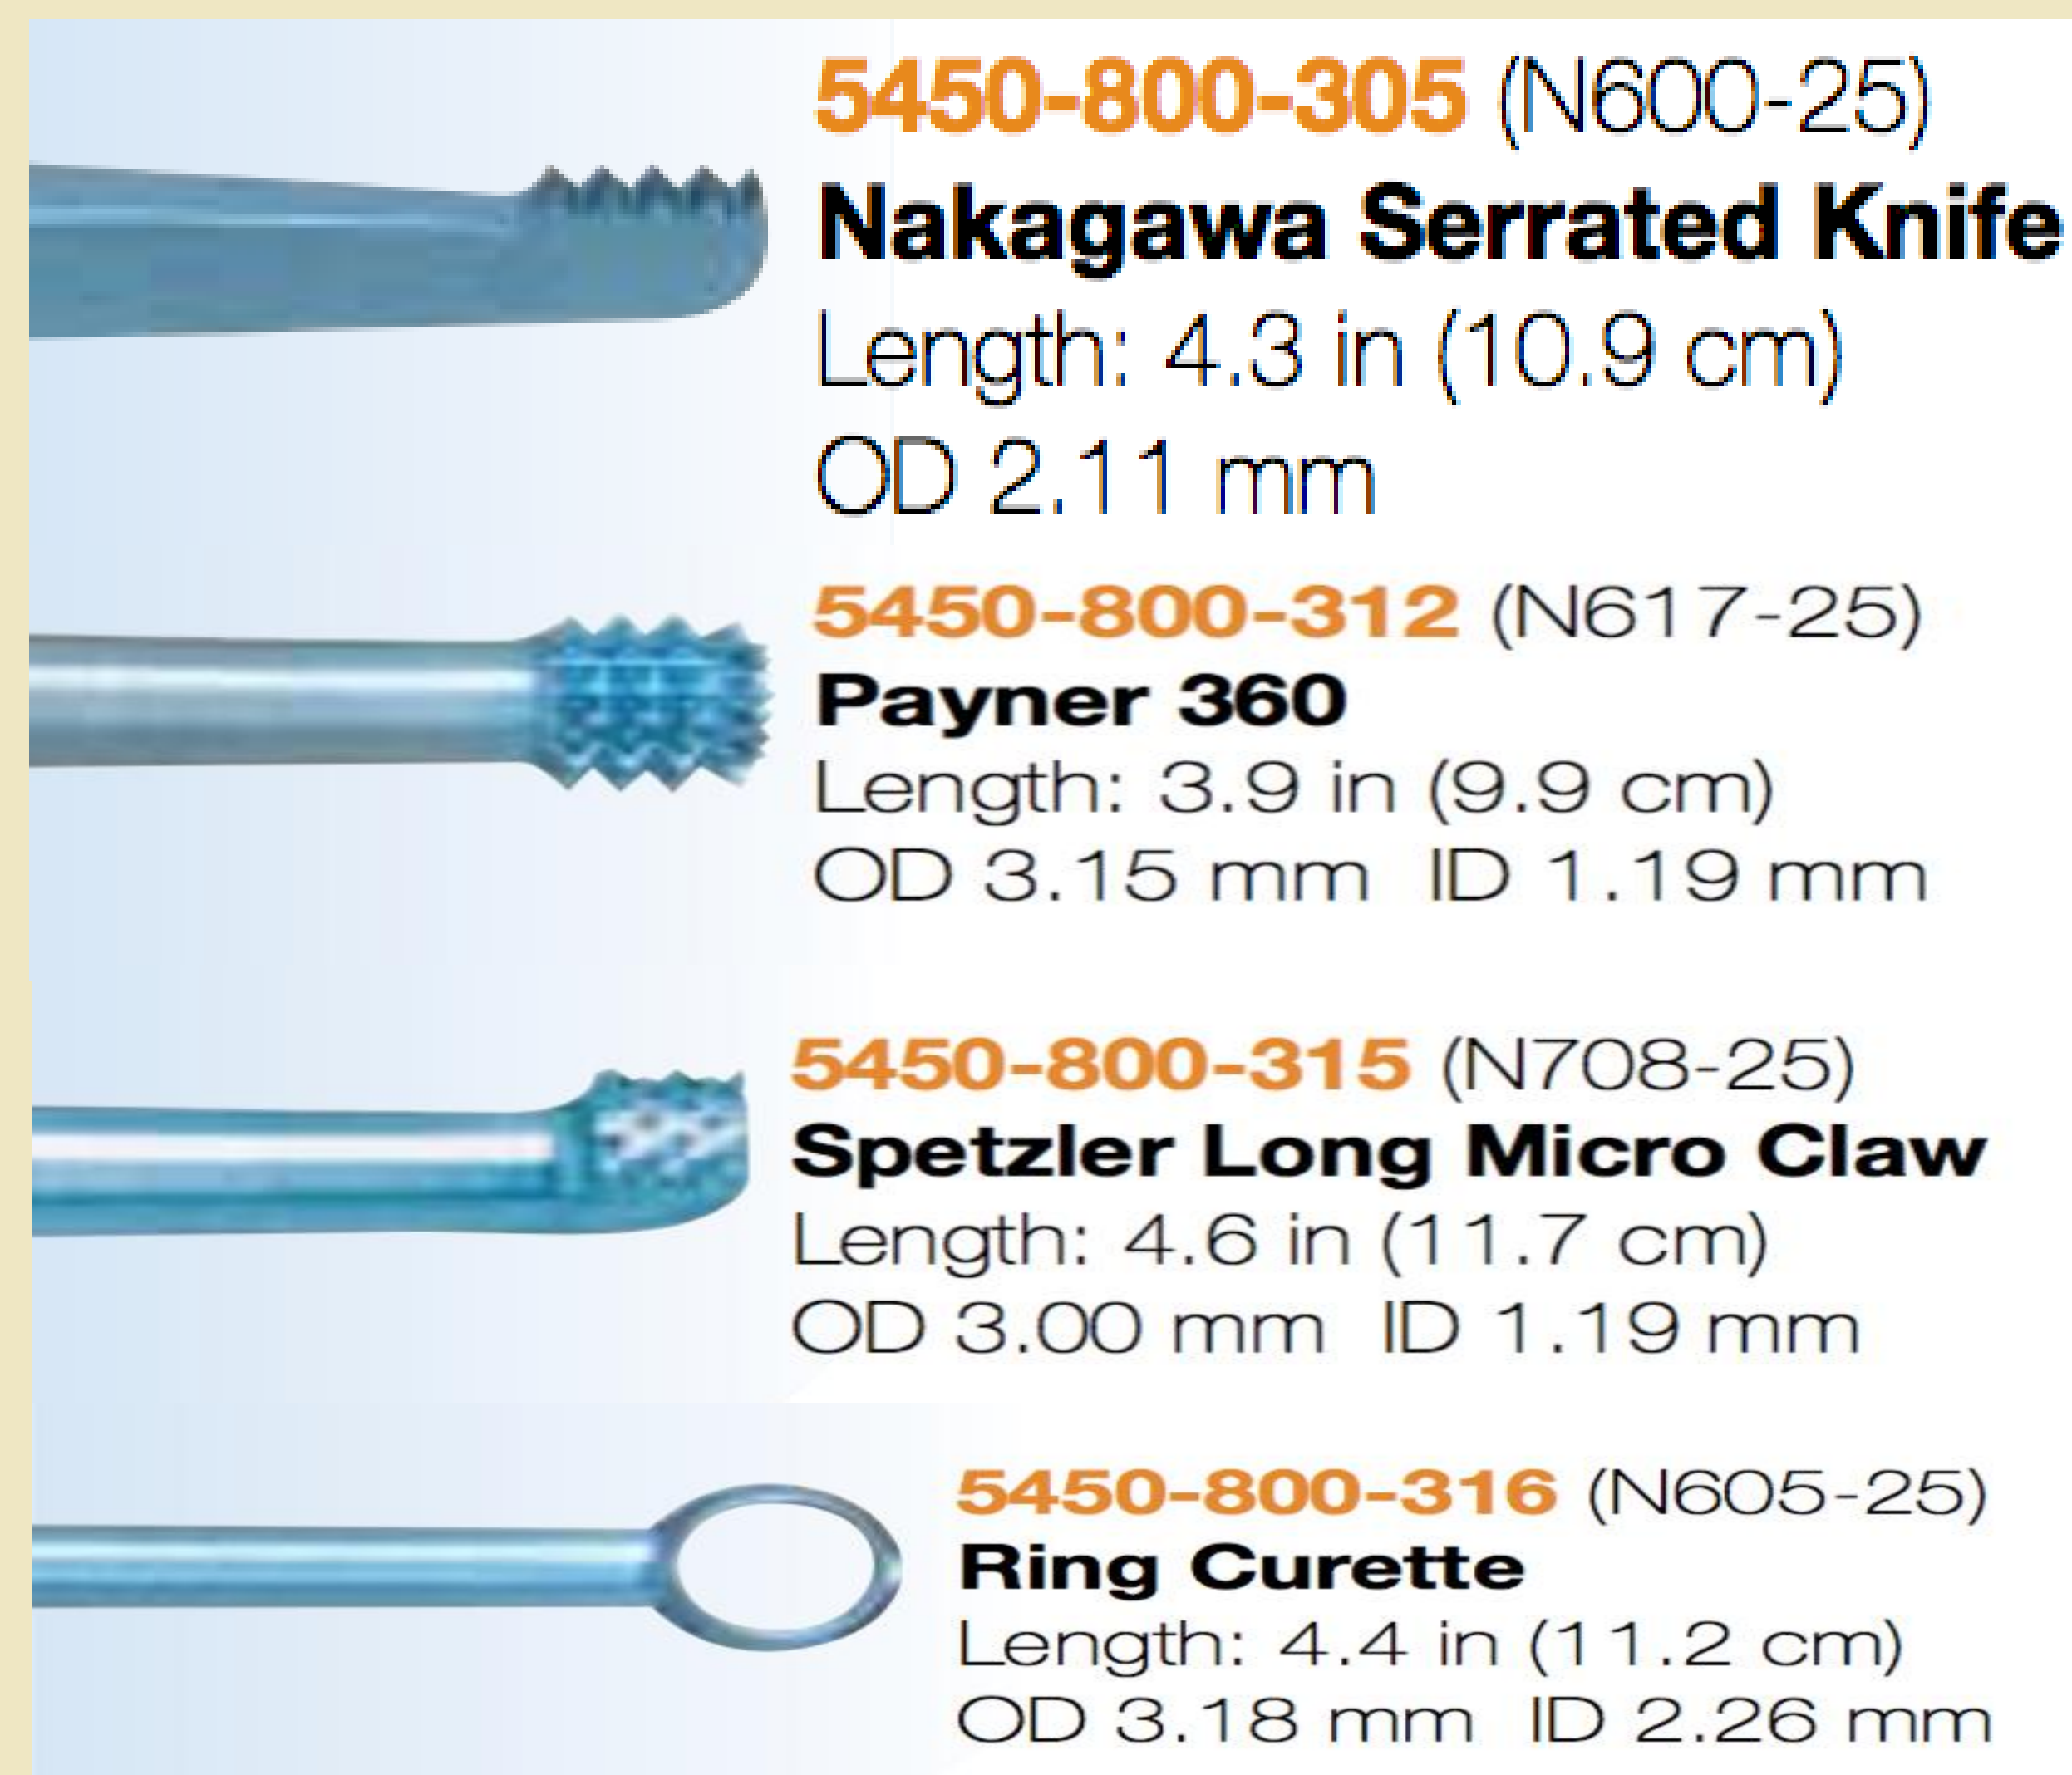 5450-800-305 (N600-25)
Nakagawa Serrated Knife
Length: 4.3 in (10.9 cm)
OD 2.11 mm
5450-800-312 (N617-25)
Payner 360
Length: 3.9 in (9.9 cm)
OD 3.15 mm ID 1.19 mm
5450-800-315 (N708-25)
Spetzler Long Micro Claw
Length: 4.6 in (11.7 cm)
OD 3.00 mm ID 1.19 mm
5450-800-316 (N605-25)
Ring Curette
Length: 4.4 in (11.2 cm)
OD 3.18 mm ID 2.26 mm